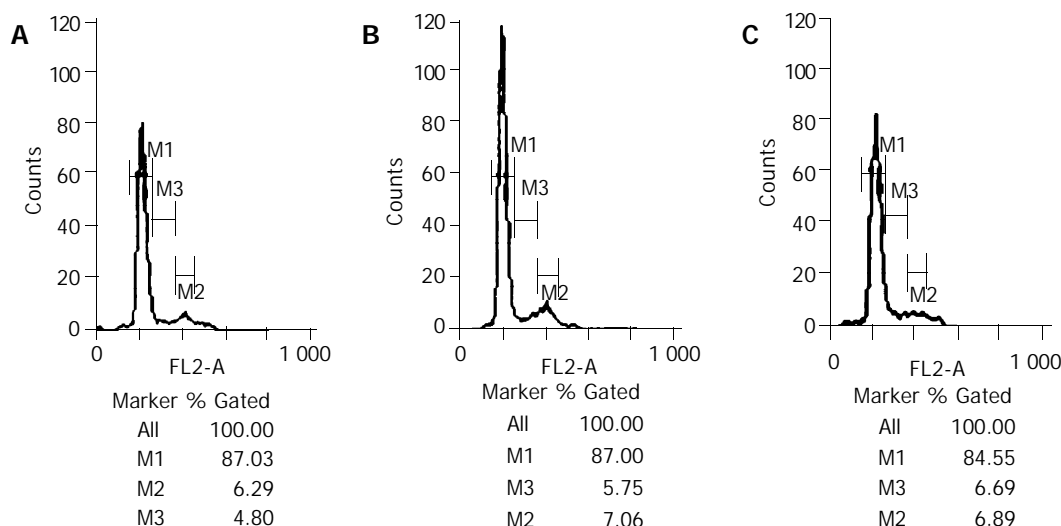 A
120
100
80
60
40
20
0
Counts
M1
M3
M2
0
1 000
FL2-A
Marker % Gated
All 100.00
M1 87.03
M2 6.29
M3 4.80
B
120
100
80
60
40
20
0
Counts
M1
M3
M2
0
1 000
FL2-A
Marker % Gated
All 100.00
M1 87.00
M3 5.75
M2 7.06
C
120
100
80
60
40
20
0
Counts
M1
M3
M2
0
1 000
FL2-A
Marker % Gated
All 100.00
M1 84.55
M3 6.69
M2 6.89